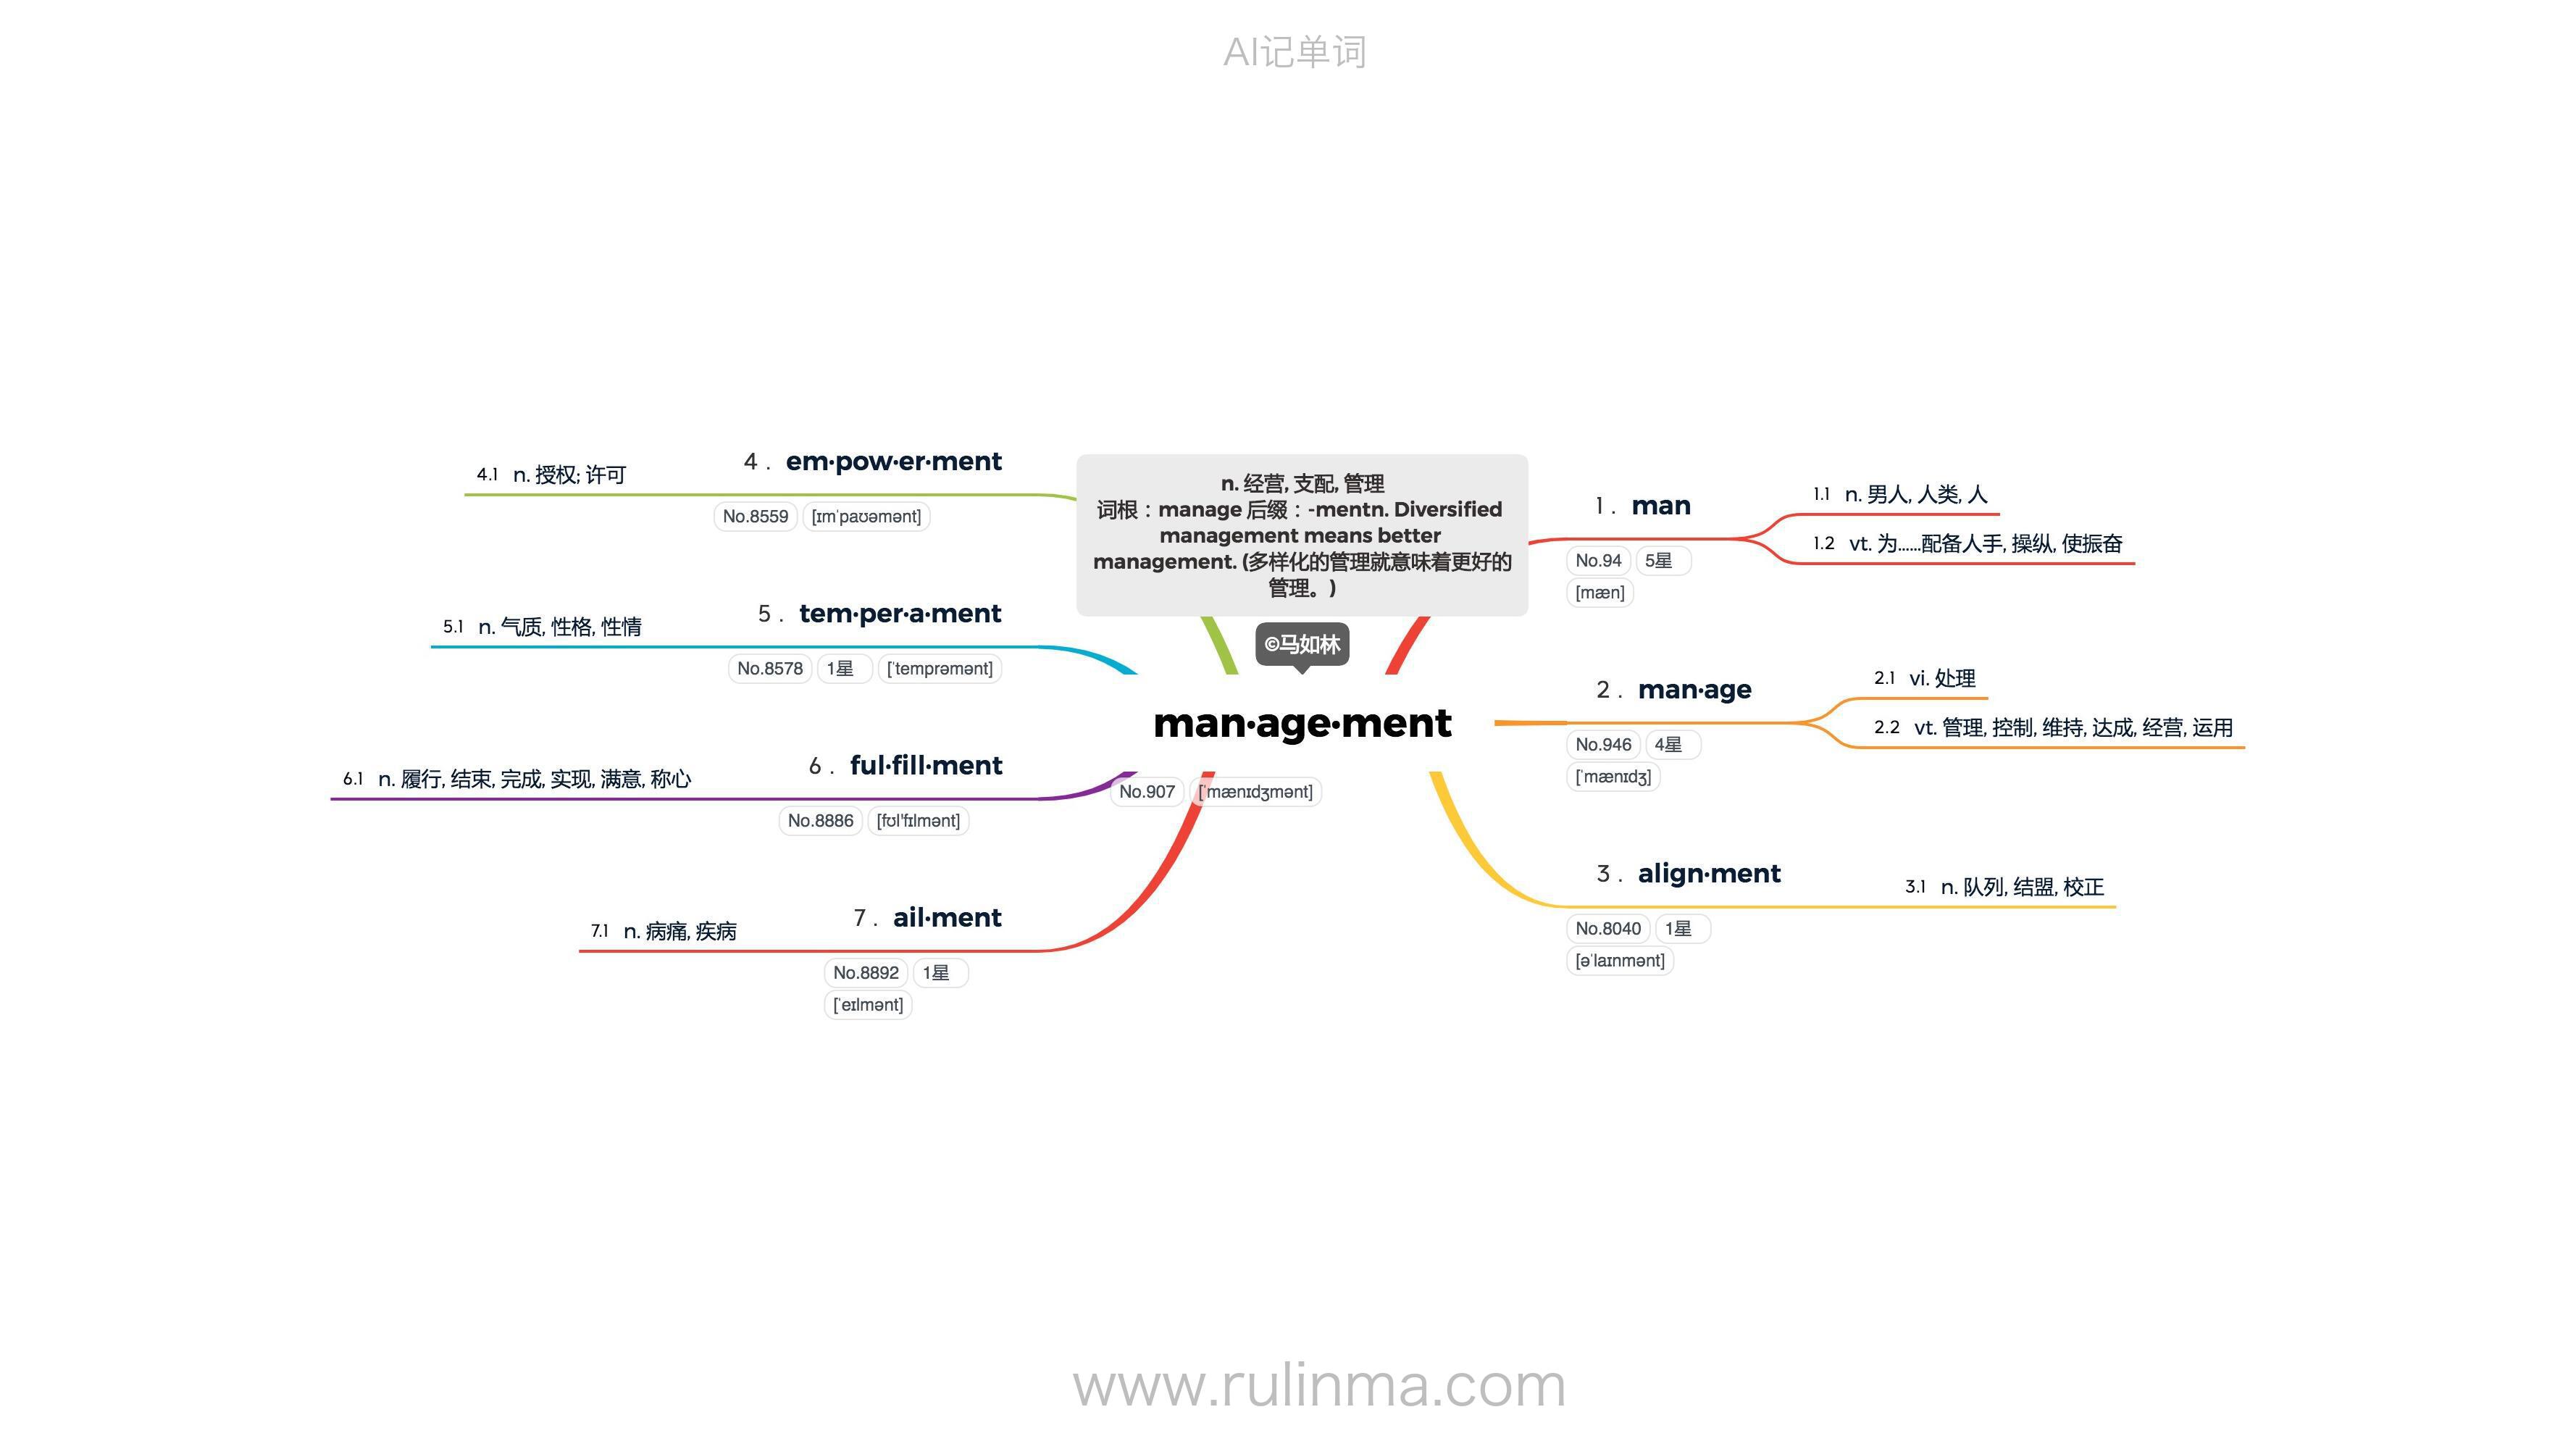 AI记单词
n. 经营, 支配, 管理
词根：manage 后缀：-mentn. Diversified
management means better
management. (多样化的管理就意味着更好的
管理。)
©马如林
man·age·ment
No.907 [ˈmænɪdʒmənt]
1 . man
No.94 5星
[mæn]
1.1 n. 男人, 人类, 人
1.2 vt. 为......配备人手, 操纵, 使振奋
2 . man·age
No.946 4星
[ˈmænɪdʒ]
2.1 vi. 处理
2.2 vt. 管理, 控制, 维持, 达成, 经营, 运用
3 . align·ment
No.8040 1星
[əˈlaɪnmənt]
3.1 n. 队列, 结盟, 校正
4 . em·pow·er·ment
No.8559 [ɪmˈpaʊəmənt]
4.1 n. 授权; 许可
5 . tem·per·a·ment
No.8578 1星 [ˈtemprəmənt]
5.1 n. 气质, 性格, 性情
6 . ful·fill·ment
No.8886 [fʊl'fɪlmənt]
6.1 n. 履行, 结束, 完成, 实现, 满意, 称心
7 . ail·ment
No.8892 1星
[ˈeɪlmənt]
7.1 n. 病痛, 疾病
www.rulinma.com